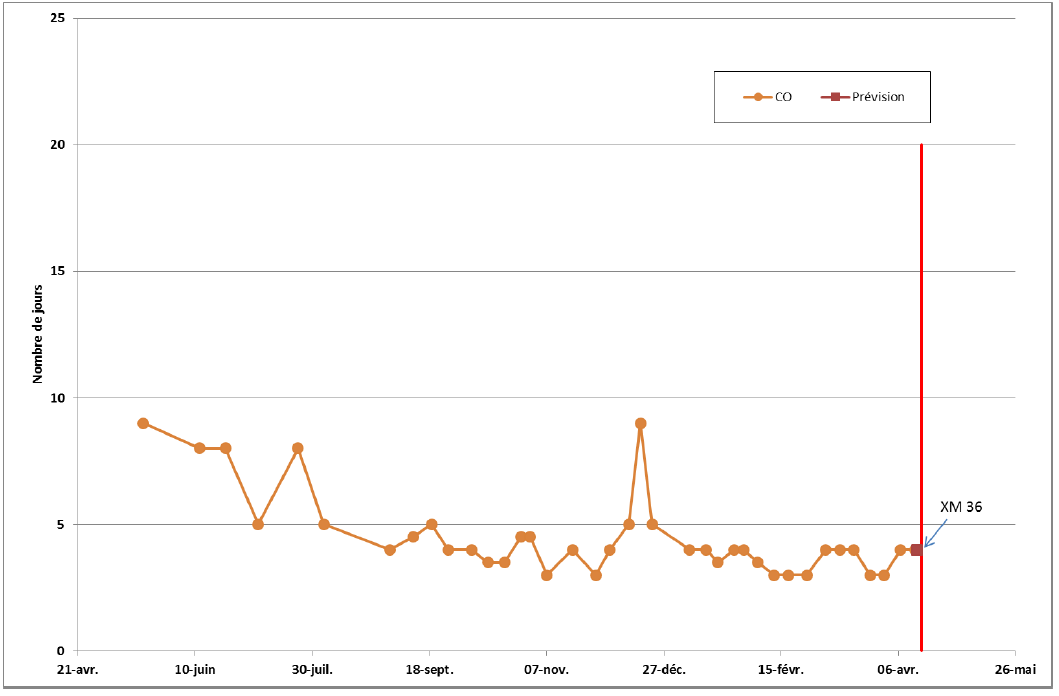 25
CO
Prévision
20
15
Nombre de jours
10
XM 36
5
0
21-avr.
10-juin
30-juil.
18-sept.
07-nov.
27-déc.
15-févr.
06-avr.
26-mai